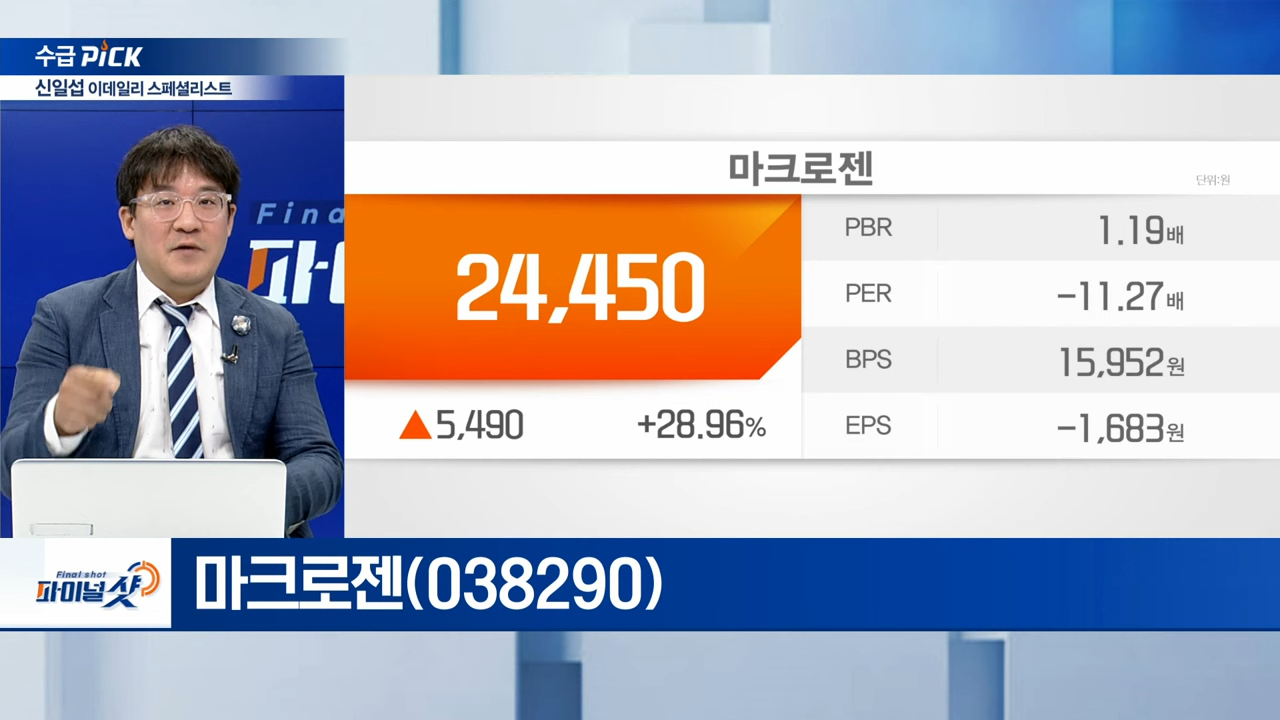 수급 PiCK
신일섭 이데일리 스페셜리스트
Fina
파이
마크로젠
단위:원
24,450
▲5,490 +28.96%
PBR 1.19배
PER -11.27배
BPS 15,952원
EPS -1,683원
Final shot
파이널샷
마크로젠(038290)